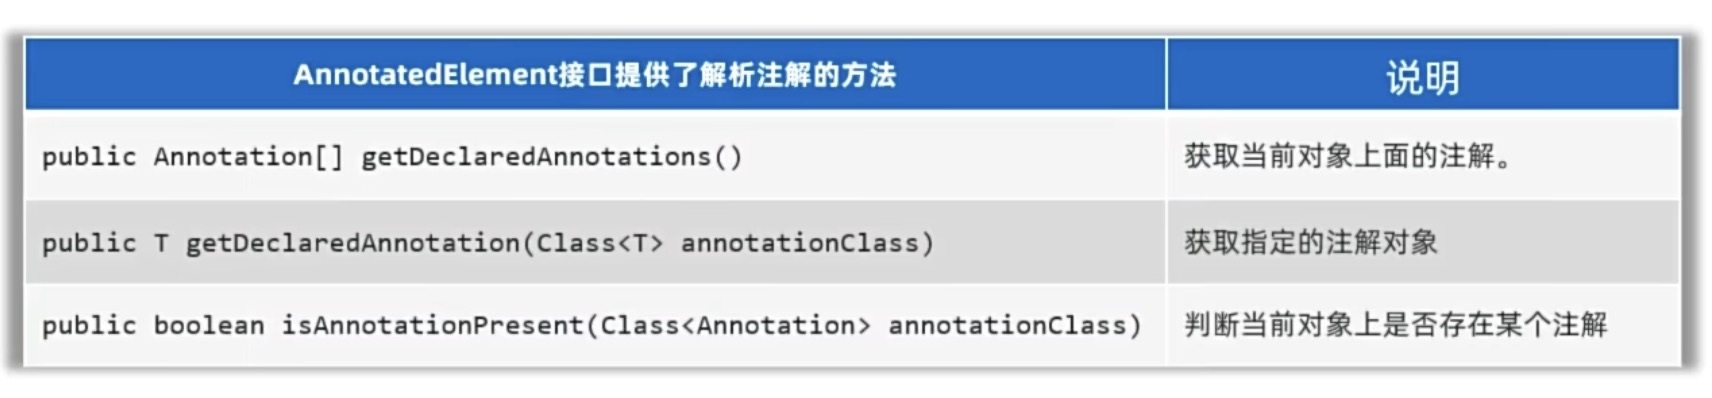 AnnotatedElement接口提供了解析注解的方法
说明
public Annotation[] getDeclaredAnnotations()
获取当前对象上面的注解。
public T getDeclaredAnnotation(Class<T> annotationClass)
获取指定的注解对象
public boolean isAnnotationPresent(Class<Annotation> annotationClass)
判断当前对象上是否存在某个注解